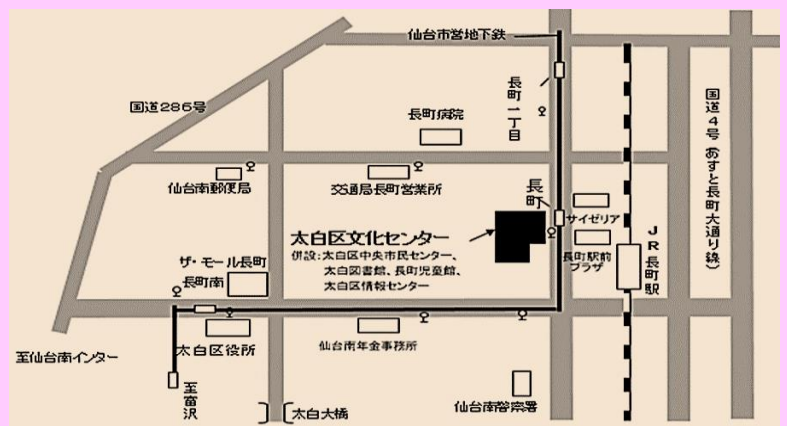 仙台市営地下鉄
国道286号
長町一丁目
長町病院
国道4号 あすと長町大通り線)
仙台南郵便局
交通局長町営業所
長町
サイゼリア
太白区文化センター
併設:太白区中央市民センター、
太白図書館、長町児童館、
太白区情報センター
長町駅前
プラザ
JR長町駅
ザ・モール長町
長町南
太白区役所
仙台南年金事務所
至仙台南インター
至富沢
太白大橋
仙台南警察署